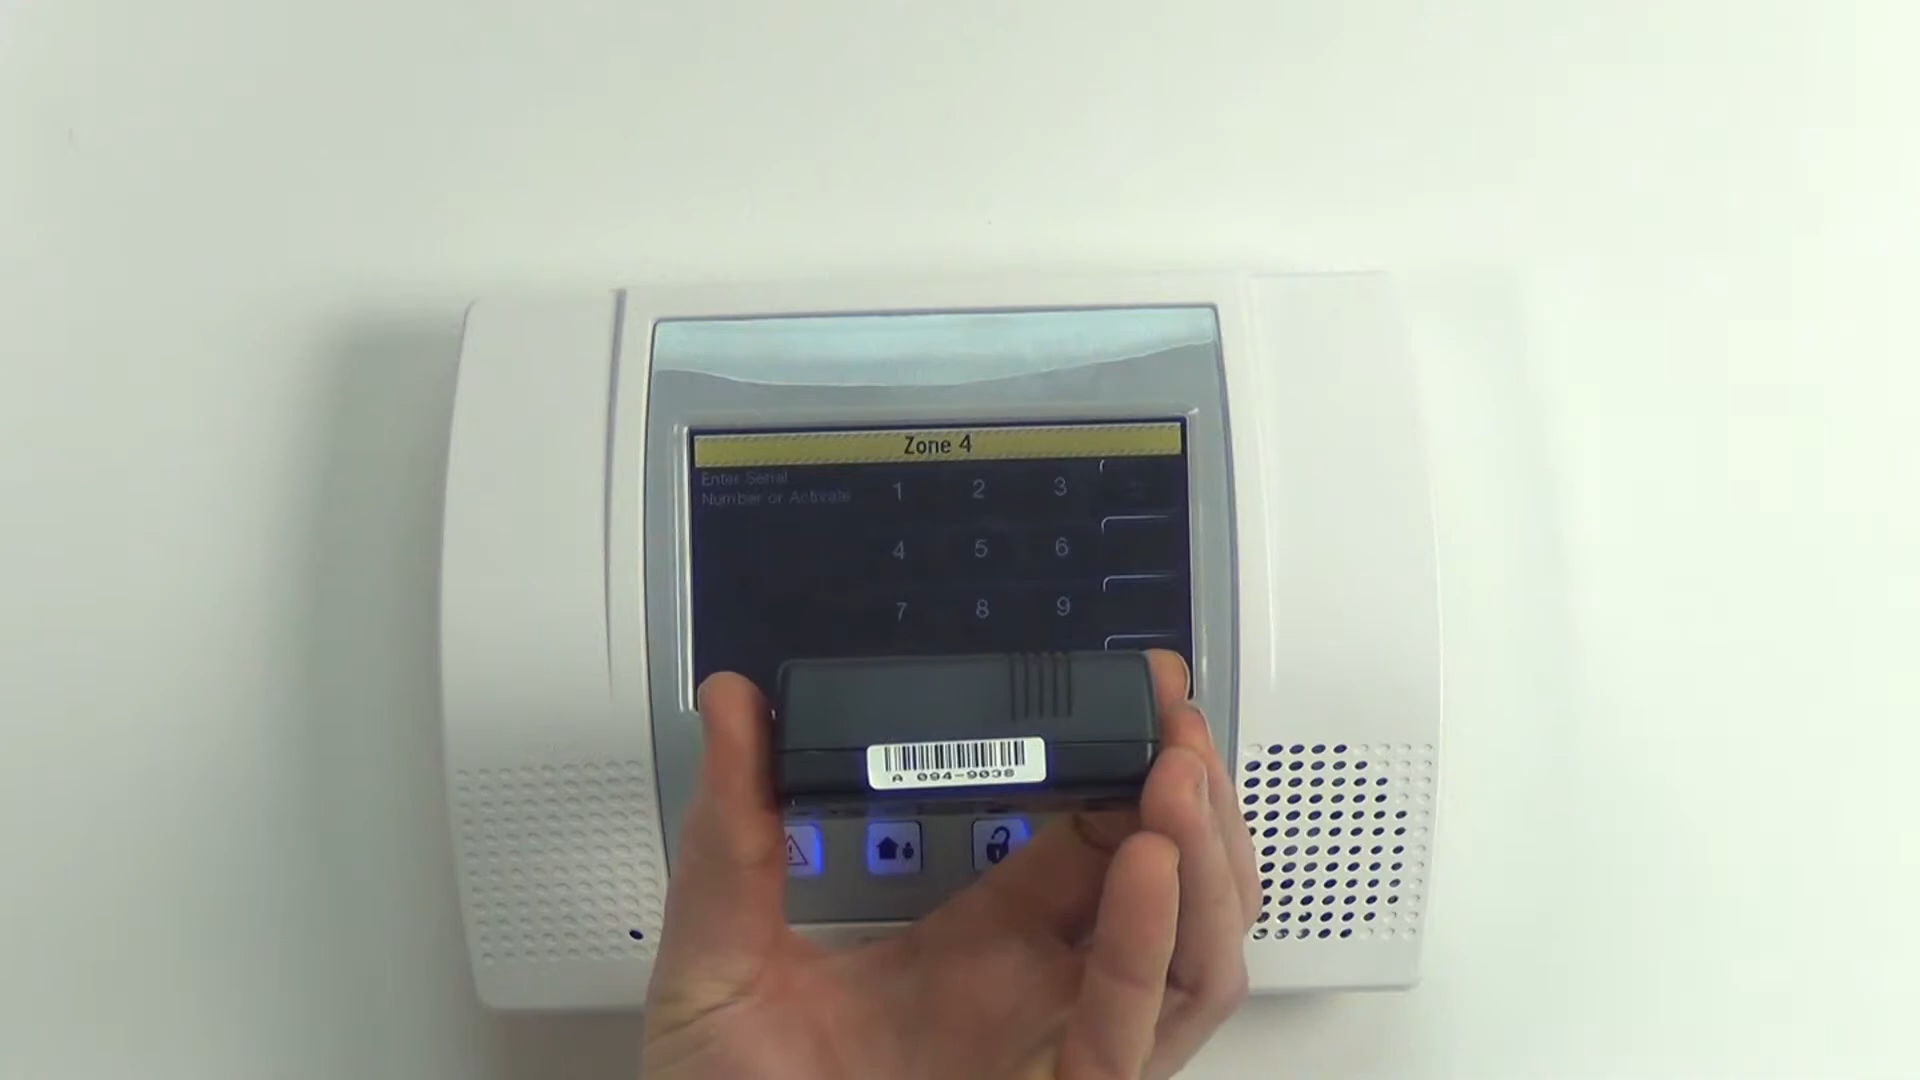 Zone 4
Enter Serial
Number or Activate
1 2 3
4 5 6
7 8 9
A 094-9038